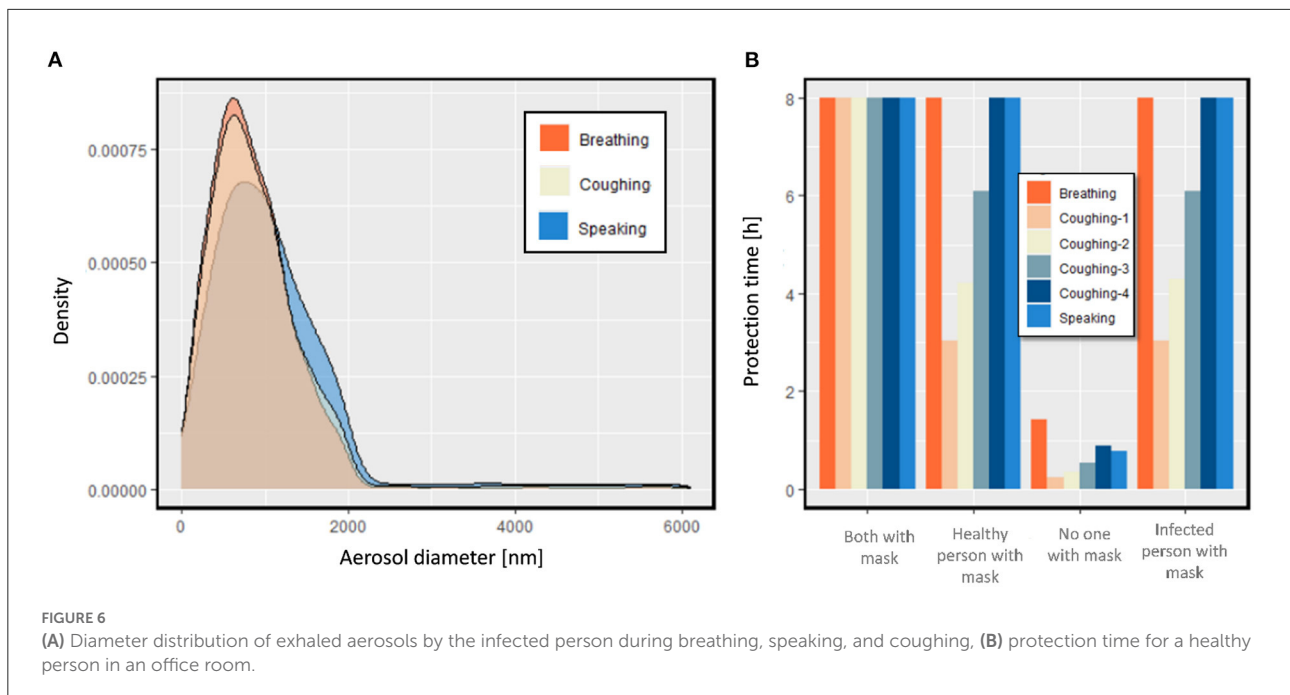 A
0.00075
0.00050
0.00025
0.00000
Density
0
2000
4000
6000
Aerosol diameter [nm]
Breathing
Coughing
Speaking
B
8
6
4
2
0
Protection time [h]
Breathing
Coughing-1
Coughing-2
Coughing-3
Coughing-4
Speaking
Both with
mask
Healthy
person with
mask
No one
with mask
Infected
person with
mask
FIGURE 6
(A) Diameter distribution of exhaled aerosols by the infected person during breathing, speaking, and coughing, (B) protection time for a healthy
person in an office room.